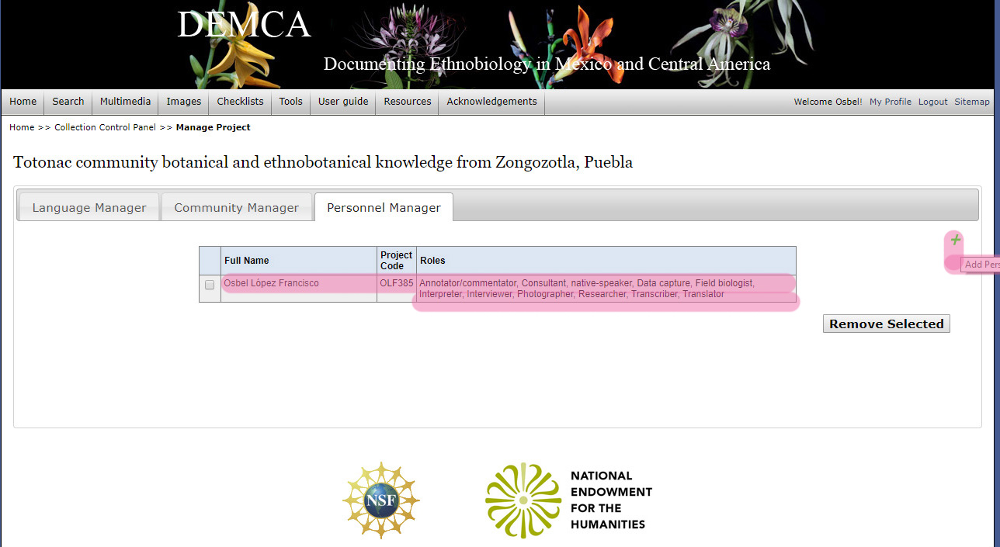 DEMCA
Documenting Ethnobiology in Mexico and Central America
Home Search Multimedia Images Checklists Tools User guide Resources Acknowledgements Welcome Osbel! My Profile Logout Sitemap
Home >> Collection Control Panel >> Manage Project
Totonac community botanical and ethnobotanical knowledge from Zongozotla, Puebla
Language Manager Community Manager Personnel Manager
Full Name Project Code Roles
Add Pers
Osbel López Francisco OLF385 Annotator/commentator, Consultant, native-speaker, Data capture, Field biologist,
Interpreter, Interviewer, Photographer, Researcher, Transcriber, Translator
Remove Selected
NSF
NATIONAL
ENDOWMENT
FOR THE
HUMANITIES